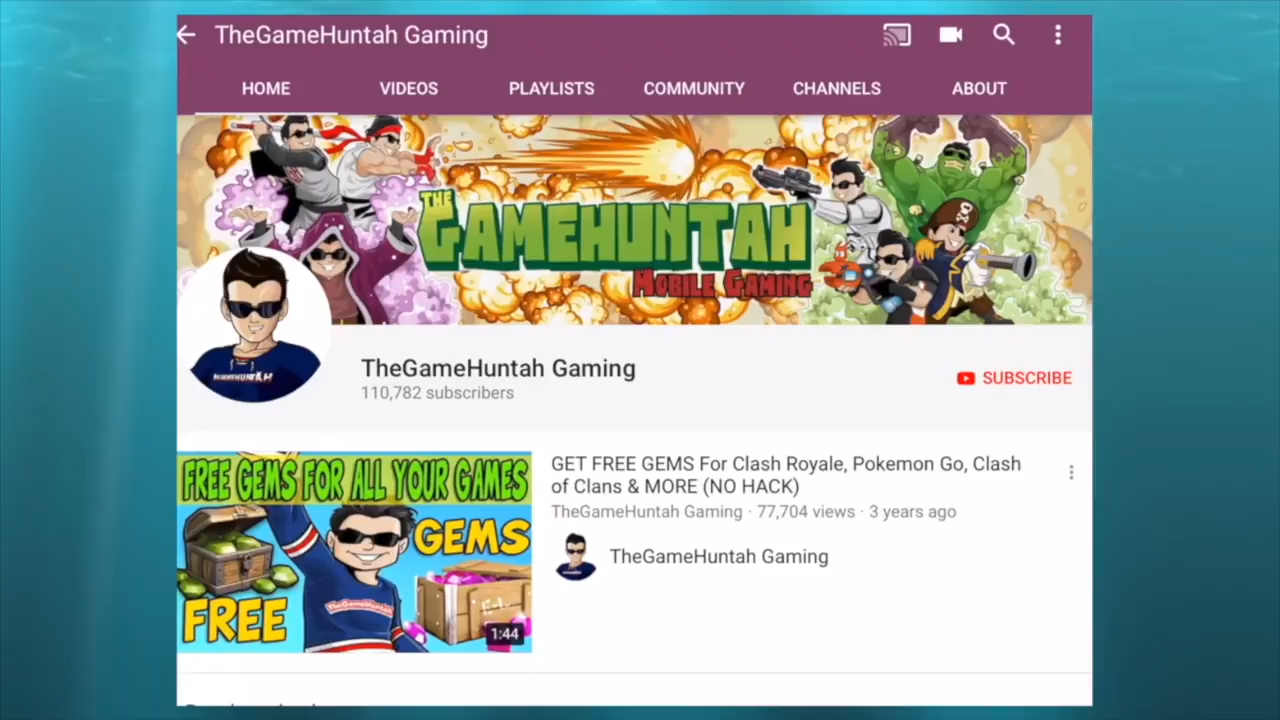 TheGameHuntah Gaming
HOME VIDEOS PLAYLISTS COMMUNITY CHANNELS ABOUT
THE
GAMEHUNTAH
MOBILE GAMING
TheGameHuntah Gaming
110,782 subscribers
SUBSCRIBE
FREE GEMS FOR ALL YOUR GAMES
GEMS
FREE
TheGameHuntah
1:44
GET FREE GEMS For Clash Royale, Pokemon Go, Clash
of Clans & MORE (NO HACK)
TheGameHuntah Gaming · 77,704 views · 3 years ago
TheGameHuntah Gaming